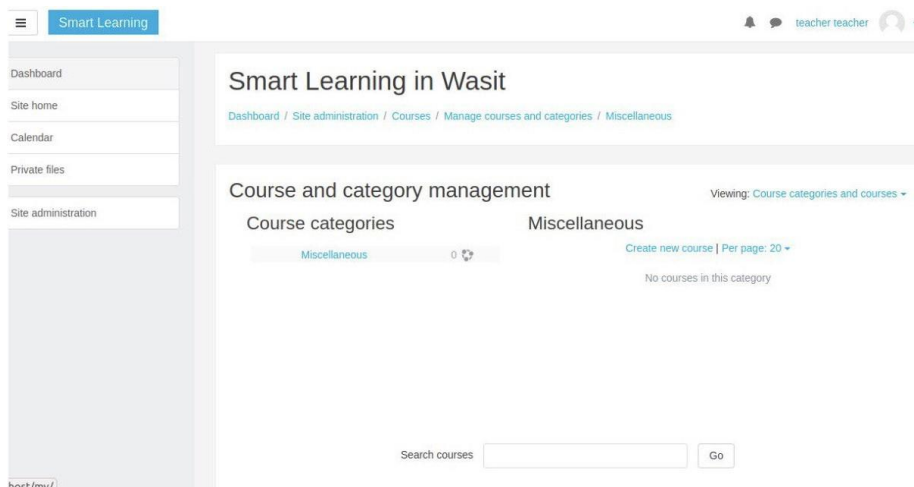 Smart Learning
teacher teacher
Dashboard
Site home
Calendar
Private files
Site administration
Smart Learning in Wasit
Dashboard / Site administration / Courses / Manage courses and categories / Miscellaneous
Course and category management
Viewing: Course categories and courses
Course categories
Miscellaneous 0
Miscellaneous
Create new course | Per page: 20
No courses in this category
Search courses
Go
host/my/